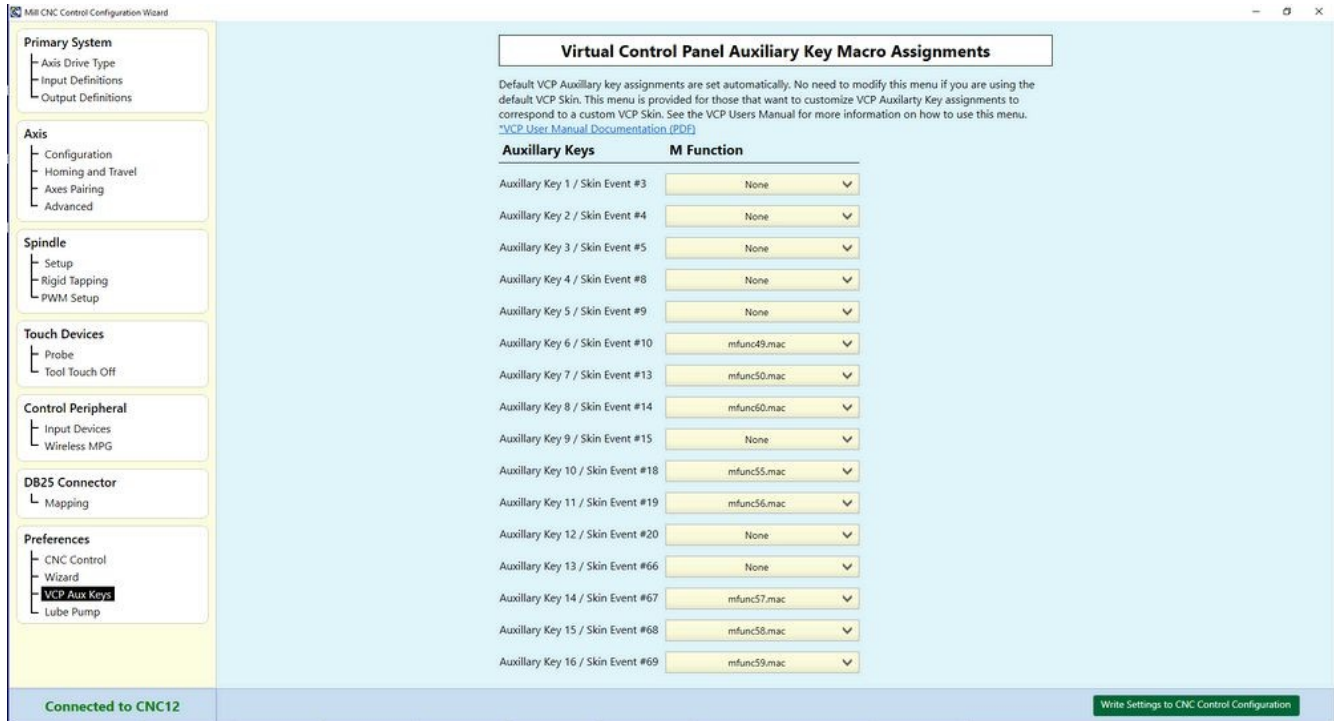 Mill CNC Control Configuration Wizard
Primary System
Axis Drive Type
Input Definitions
Output Definitions
Axis
Configuration
Homing and Travel
Axes Pairing
Advanced
Spindle
Setup
Rigid Tapping
PWM Setup
Touch Devices
Probe
Tool Touch Off
Control Peripheral
Input Devices
Wireless MPG
DB25 Connector
Mapping
Preferences
CNC Control
Wizard
VCP Aux Keys
Lube Pump
Connected to CNC12
Virtual Control Panel Auxiliary Key Macro Assignments
Default VCP Auxillary key assignments are set automatically. No need to modify this menu if you are using the
default VCP Skin. This menu is provided for those that want to customize VCP Auxilarty Key assignments to
correspond to a custom VCP Skin. See the VCP Users Manual for more information on how to use this menu.
*VCP User Manual Documentation (PDF)
Auxillary Keys M Function
Auxillary Key 1 / Skin Event #3 None
Auxillary Key 2 / Skin Event #4 None
Auxillary Key 3 / Skin Event #5 None
Auxillary Key 4 / Skin Event #8 None
Auxillary Key 5 / Skin Event #9 None
Auxillary Key 6 / Skin Event #10 mfunc49.mac
Auxillary Key 7 / Skin Event #13 mfunc50.mac
Auxillary Key 8 / Skin Event #14 mfunc60.mac
Auxillary Key 9 / Skin Event #15 None
Auxillary Key 10 / Skin Event #18 mfunc55.mac
Auxillary Key 11 / Skin Event #19 mfunc56.mac
Auxillary Key 12 / Skin Event #20 None
Auxillary Key 13 / Skin Event #66 None
Auxillary Key 14 / Skin Event #67 mfunc57.mac
Auxillary Key 15 / Skin Event #68 mfunc58.mac
Auxillary Key 16 / Skin Event #69 mfunc59.mac
Write Settings to CNC Control Configuration